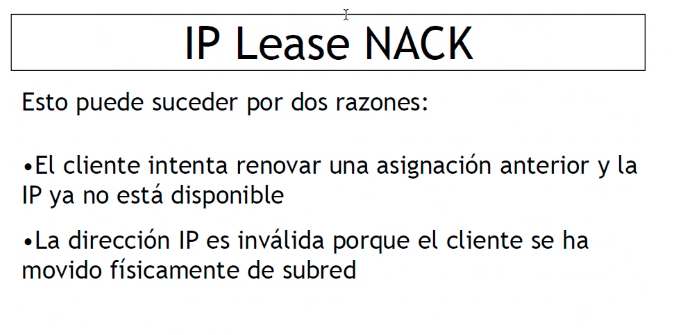 IP Lease NACK
Esto puede suceder por dos razones:
•El cliente intenta renovar una asignación anterior y la
IP ya no está disponible
•La dirección IP es inválida porque el cliente se ha
movido físicamente de subred